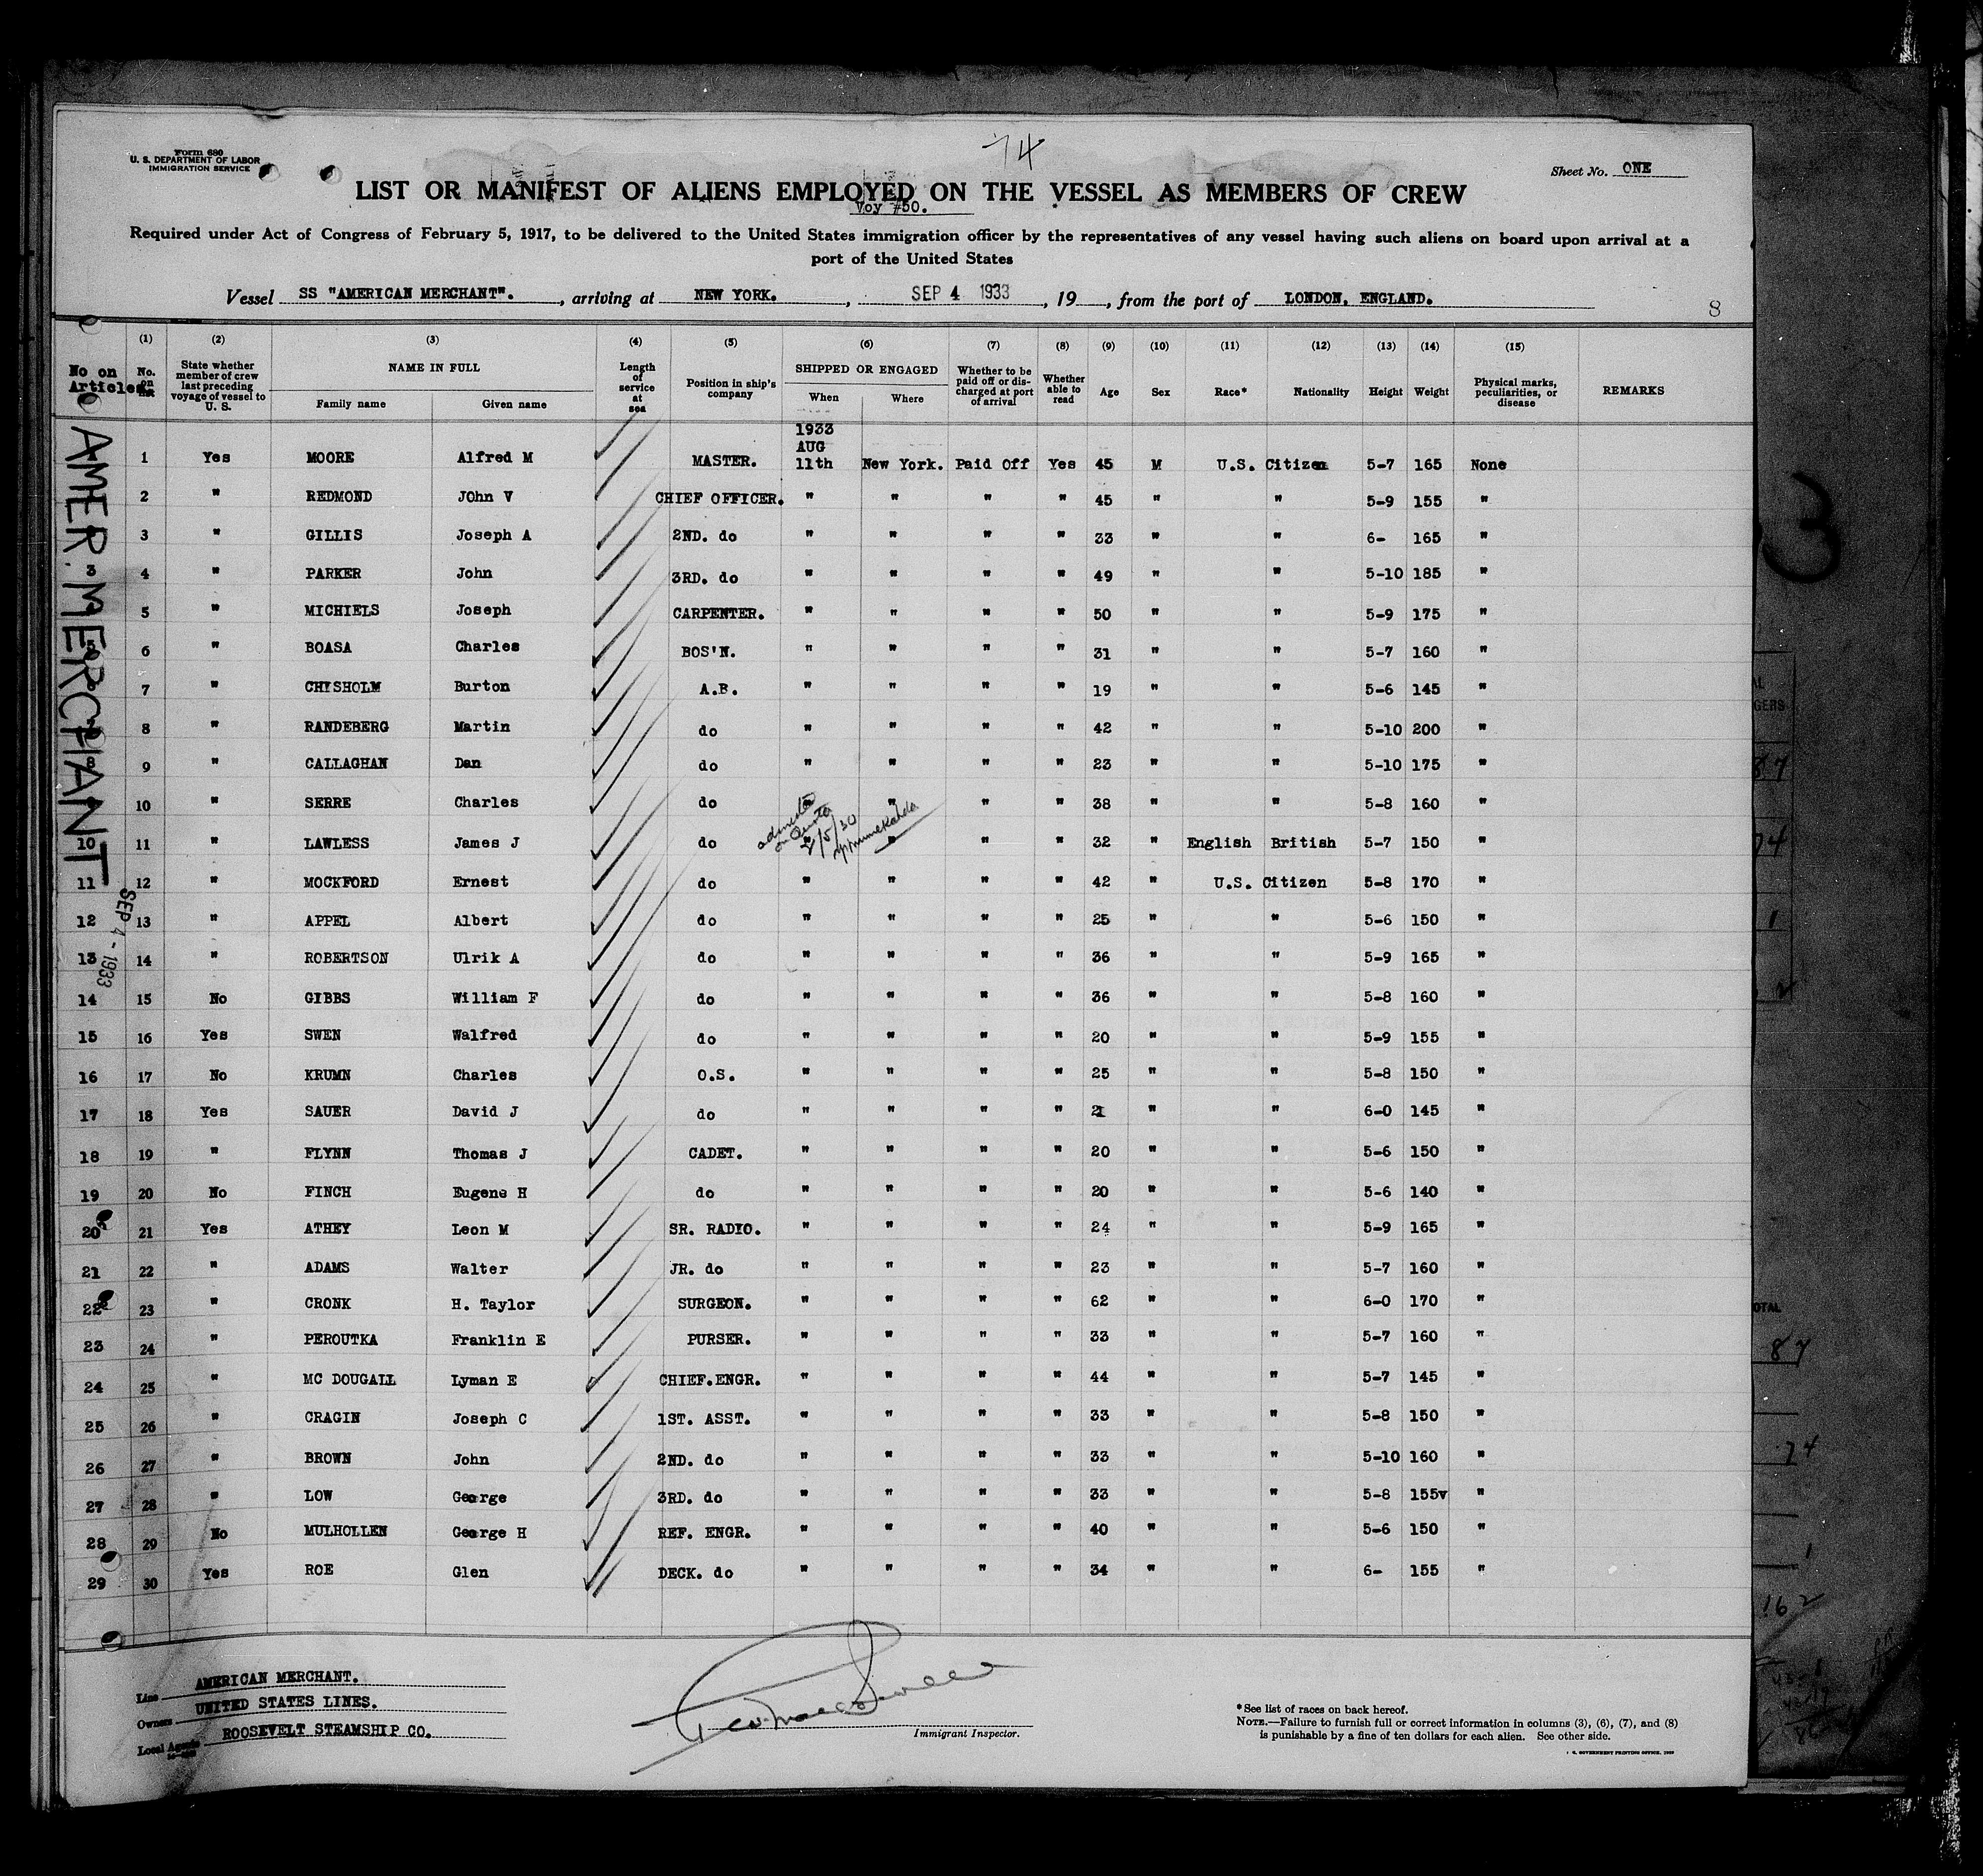 Form 680
U. S. DEPARTMENT OF LABOR
IMMIGRATION SERVICE
74
Sheet No. ONE
LIST OR MANIFEST OF ALIENS EMPLOYED ON THE VESSEL AS MEMBERS OF CREW
Voy #50.
Required under Act of Congress of February 5, 1917, to be delivered to the United States immigration officer by the representatives of any vessel having such aliens on board upon arrival at a
port of the United States
Vessel SS "AMERICAN MERCHANT". , arriving at NEW YORK. , SEP 4 1933 , 19 , from the port of LONDON, ENGLAND.
8
(1) (2) (3) (4) (5) (6) (7) (8) (9) (10) (11) (12) (13) (14) (15)
No on Articles. No. on list State whether member of crew last preceding voyage of vessel to U. S. NAME IN FULL Family name Given name Length of service at sea Position in ship's company SHIPPED OR ENGAGED When Where Whether to be paid off or discharged at port of arrival Whether able to read Age Sex Race* Nationality Height Weight Physical marks, peculiarities, or disease REMARKS
AMER. MERCHANT
SEP 4 - 1933
1933
AUG
1 Yes MOORE Alfred M MASTER. 11th New York. Paid Off Yes 45 M U.S. Citizen 5-7 165 None
2 " REDMOND JOhn V CHIEF OFFICER. " " " " 45 " " 5-9 155 "
3 " GILLIS Joseph A 2ND. do " " " " 33 " " 6- 165 "
3 4 " PARKER John 3RD. do " " " " 49 " " 5-10 185 "
5 " MICHIELS Joseph CARPENTER. " " " " 50 " " 5-9 175 "
6 " BOASA Charles BOS'N. " " " " 31 " " 5-7 160 "
7 " CHISHOLM Burton A.B. " " " " 19 " " 5-6 145 "
8 " RANDEBERG Martin do " " " " 42 " " 5-10 200 "
9 " CALLAGHAN Dan do " " " " 23 " " 5-10 175 "
10 " SERRE Charles do " " " 38 " " 5-8 160 "
10 11 " LAWLESS James J do " " " " 32 " English British 5-7 150 "
11 12 " MOCKFORD Ernest do " " " " 42 " U.S. Citizen 5-8 170 "
12 13 " APPEL Albert do " " " " 25 " " 5-6 150 "
13 14 " ROBERTSON Ulrik A do " " " " 36 " " 5-9 165 "
14 15 No GIBBS William F do " " " " 36 " " 5-8 160 "
15 16 Yes SWEN Walfred do " " " " 20 " " 5-9 155 "
16 17 No KRUMN Charles O.S. " " " " 25 " " 5-8 150 "
17 18 Yes SAUER David J do " " " " 21 " " 6-0 145 "
18 19 " FLYNN Thomas J CADET. " " " " 20 " " 5-6 150 "
19 20 No FINCH Eugene H do " " " " 20 " " 5-6 140 "
20 21 Yes ATHEY Leon M SR. RADIO. " " " " 24 " " 5-9 165 "
21 22 " ADAMS Walter JR. do " " " " 23 " " 5-7 160 "
22 23 " CRONK H. Taylor SURGEON. " " " " 62 " " 6-0 170 "
23 24 " PEROUTKA Franklin E PURSER. " " " " 33 " " 5-7 160 "
24 25 " MC DOUGALL Lyman E CHIEF.ENGR. " " " " 44 " " 5-7 145 "
25 26 " CRAGIN Joseph C 1ST. ASST. " " " " 33 " " 5-8 150 "
26 27 " BROWN John 2ND. do " " " " 33 " " 5-10 160 "
27 28 " LOW George 3RD. do " " " " 33 " " 5-8 155v "
28 29 No MULHOLLEN George H REF. ENGR. " " " " 40 " " 5-6 150 "
29 30 Yes ROE Glen DECK. do " " " " 34 " " 6- 155 "
Line AMERICAN MERCHANT.
Owners UNITED STATES LINES.
Local Agents ROOSEVELT STEAMSHIP CO.
Immigrant Inspector.
*See list of races on back hereof.
NOTE.—Failure to furnish full or correct information in columns (3), (6), (7), and (8)
is punishable by a fine of ten dollars for each alien. See other side.
3
87
74
1
2
OTAL
87
74
1
162